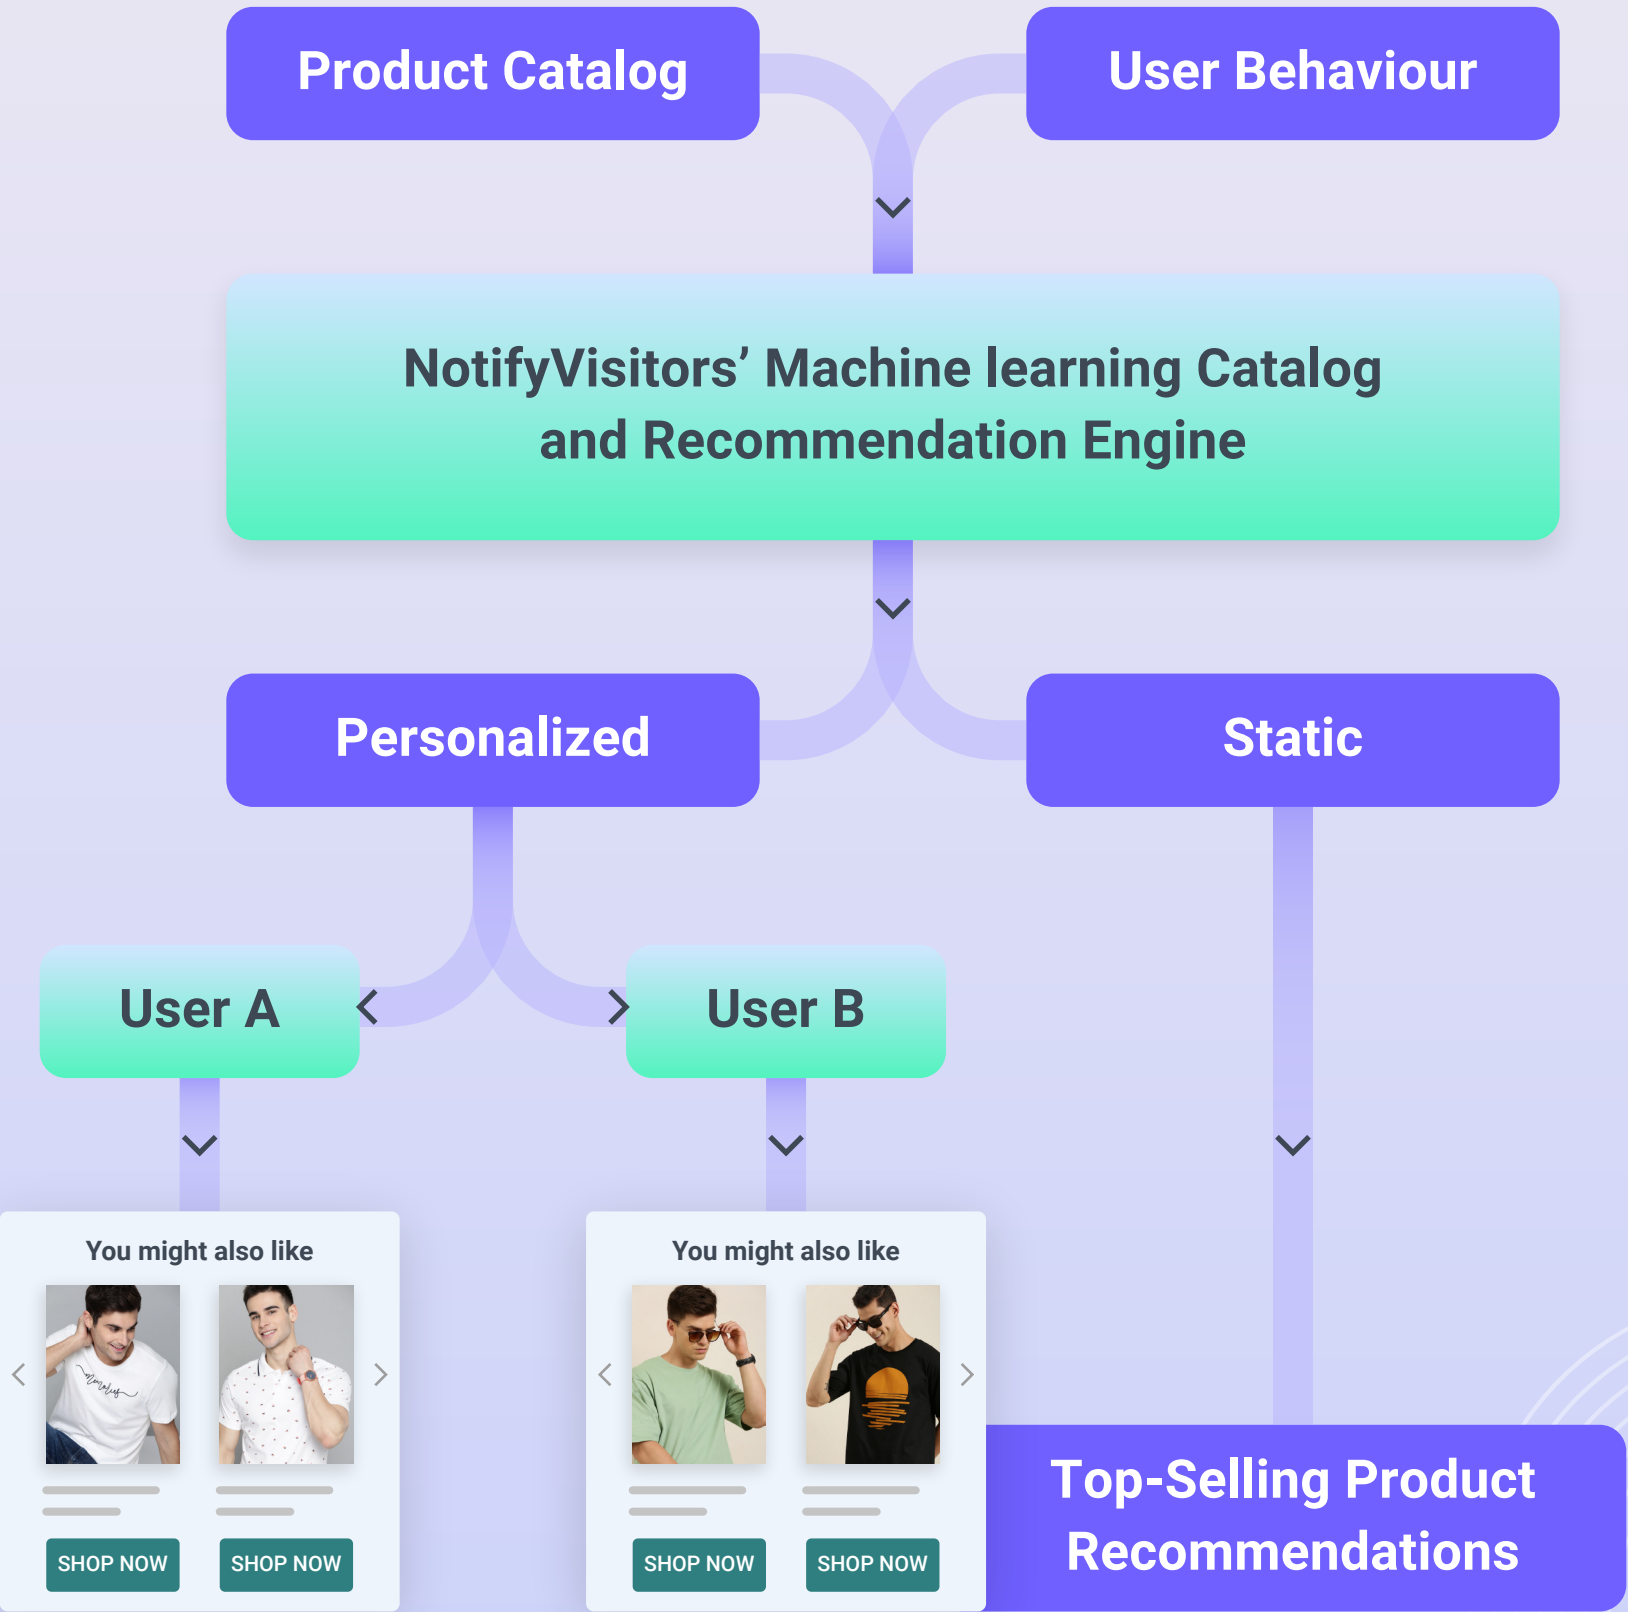 Product Catalog
User Behaviour
NotifyVisitors’ Machine learning Catalog
and Recommendation Engine
Personalized
Static
User A
User B
You might also like
You might also like
SHOP NOW
SHOP NOW
SHOP NOW
SHOP NOW
Top-Selling Product
Recommendations